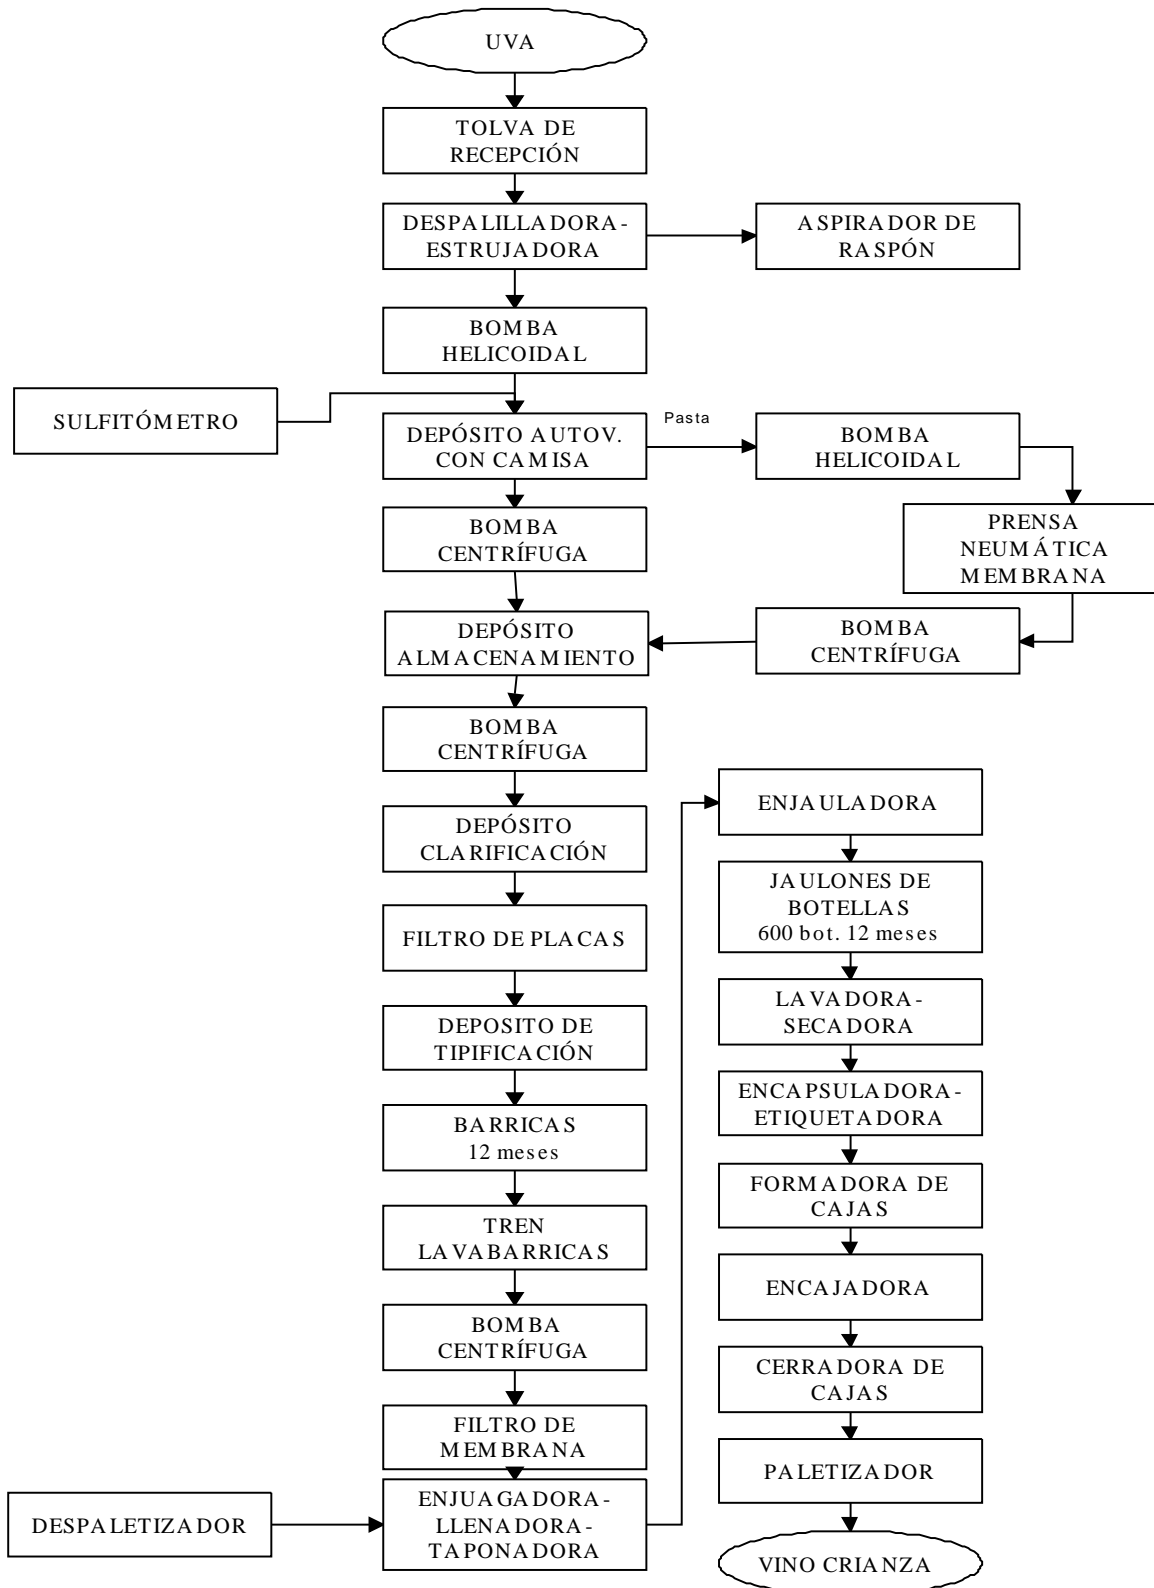 UVA
TOLVA DE
RECEPCIÓN
DESPALILLADORA-
ESTRUJADORA
ASPIRADOR DE
RASPÓN
BOMBA
HELICOIDAL
SULFITÓMETRO
DEPÓSITO AUTOV.
CON CAMISA
Pasta
BOMBA
HELICOIDAL
PRENSA
NEUMÁTICA
MEMBRANA
BOMBA
CENTRÍFUGA
BOMBA
CENTRÍFUGA
DEPÓSITO
ALMACENAMIENTO
BOMBA
CENTRÍFUGA
DEPÓSITO
CLARIFICACIÓN
FILTRO DE PLACAS
DEPOSITO DE
TIPIFICACIÓN
BARRICAS
12 meses
TREN
LAVABARRICAS
BOMBA
CENTRÍFUGA
FILTRO DE
MEMBRANA
DESPALETIZADOR
ENJUAGADORA-
LLENADORA-
TAPONADORA
ENJAULADORA
JAULONES DE
BOTELLAS
600 bot. 12 meses
LAVADORA-
SECADORA
ENCAPSULADORA-
ETIQUETADORA
FORMADORA DE
CAJAS
ENCAJADORA
CERRADORA DE
CAJAS
PALETIZADOR
VINO CRIANZA